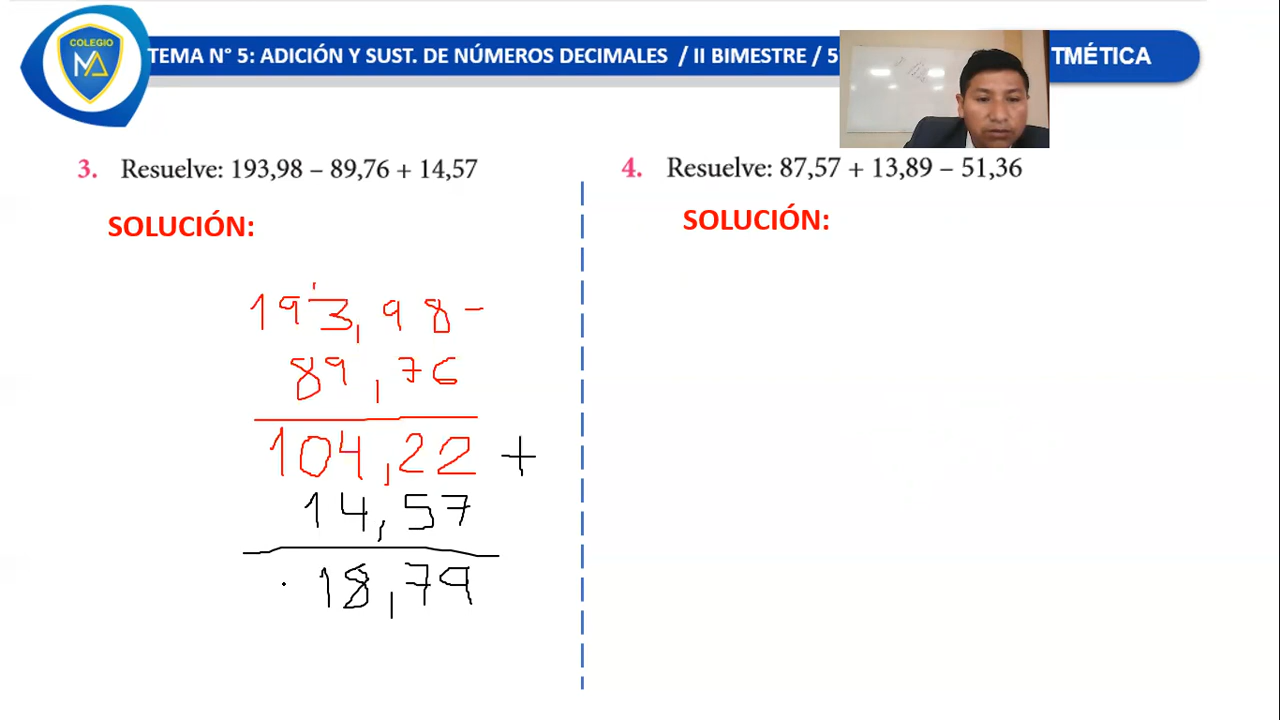 COLEGIO
TEMA N° 5: ADICIÓN Y SUST. DE NÚMEROS DECIMALES / II BIMESTRE / 5
TMÉTICA
3. Resuelve: 193,98 – 89,76 + 14,57
SOLUCIÓN:
193,98 -
89,76
104,22 +
14,57
18,79
4. Resuelve: 87,57 + 13,89 – 51,36
SOLUCIÓN: